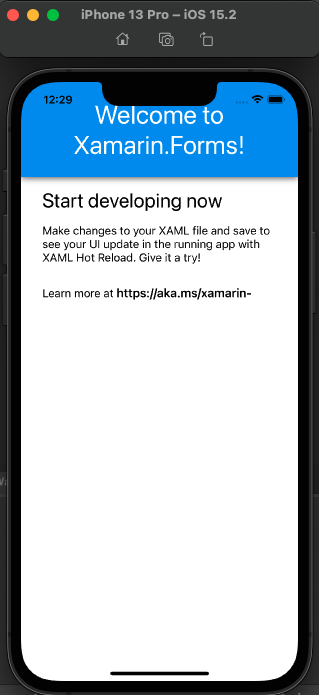 iPhone 13 Pro – iOS 15.2
12:29
Welcome to
Xamarin.Forms!
Start developing now
Make changes to your XAML file and save to
see your UI update in the running app with
XAML Hot Reload. Give it a try!
Learn more at https://aka.ms/xamarin-